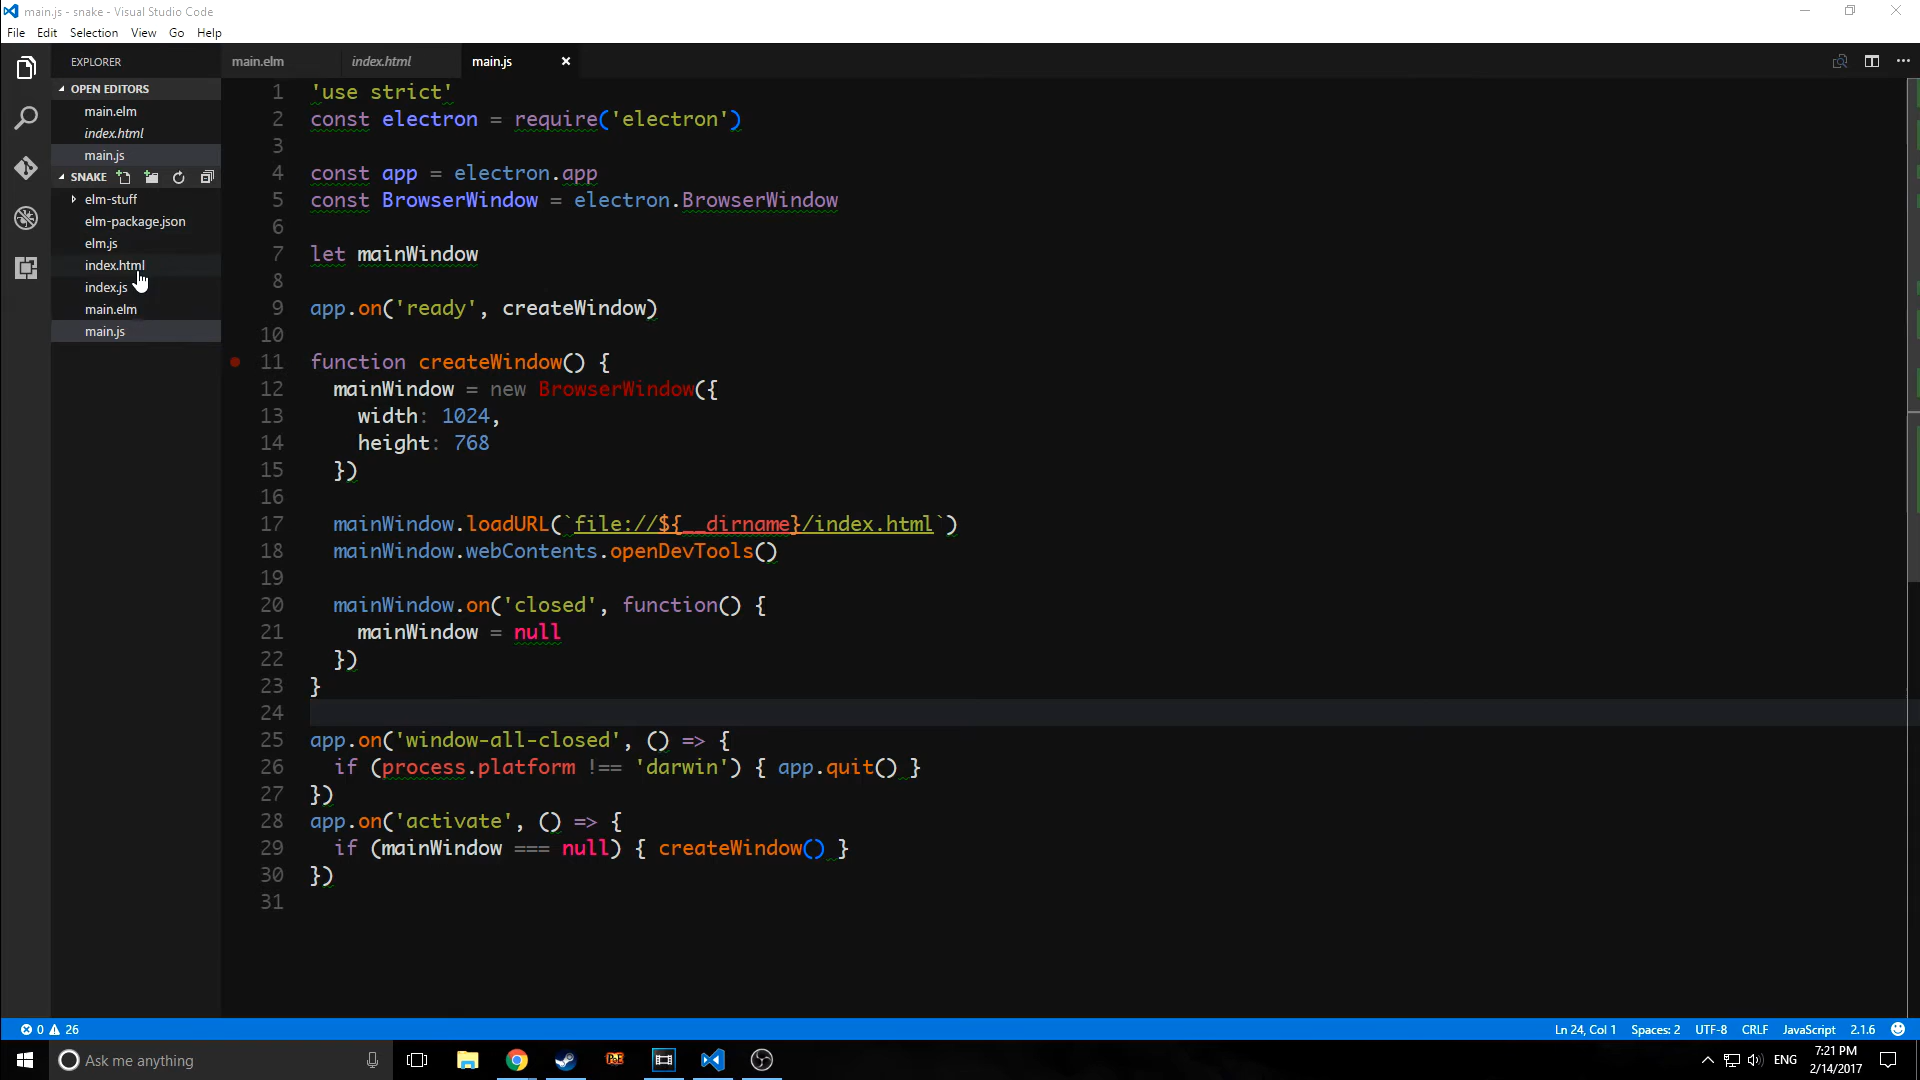 main.js - snake - Visual Studio Code
File Edit Selection View Go Help
EXPLORER
OPEN EDITORS
main.elm
index.html
main.js
SNAKE
elm-stuff
elm-package.json
elm.js
index.html
index.js
main.elm
main.js
main.elm index.html main.js
1 'use strict'
2 const electron = require('electron')
3
4 const app = electron.app
5 const BrowserWindow = electron.BrowserWindow
6
7 let mainWindow
8
9 app.on('ready', createWindow)
10
11 function createWindow() {
12 mainWindow = new BrowserWindow({
13 width: 1024,
14 height: 768
15 })
16
17 mainWindow.loadURL(`file://${__dirname}/index.html`)
18 mainWindow.webContents.openDevTools()
19
20 mainWindow.on('closed', function() {
21 mainWindow = null
22 })
23 }
24
25 app.on('window-all-closed', () => {
26 if (process.platform !== 'darwin') { app.quit() }
27 })
28 app.on('activate', () => {
29 if (mainWindow === null) { createWindow() }
30 })
31
0 26 Ln 24, Col 1 Spaces: 2 UTF-8 CRLF JavaScript 2.1.6
Ask me anything
ENG
7:21 PM
2/14/2017